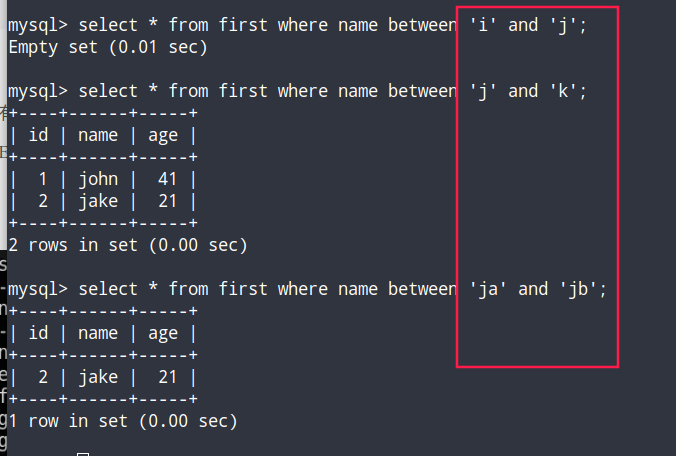 mysql> select * from first where name between 'i' and 'j';
Empty set (0.01 sec)
mysql> select * from first where name between 'j' and 'k';
+----+------+-----+
| id | name | age |
+----+------+-----+
|  1 | john |  41 |
|  2 | jake |  21 |
+----+------+-----+
2 rows in set (0.00 sec)
mysql> select * from first where name between 'ja' and 'jb';
+----+------+-----+
| id | name | age |
+----+------+-----+
|  2 | jake |  21 |
+----+------+-----+
1 row in set (0.00 sec)